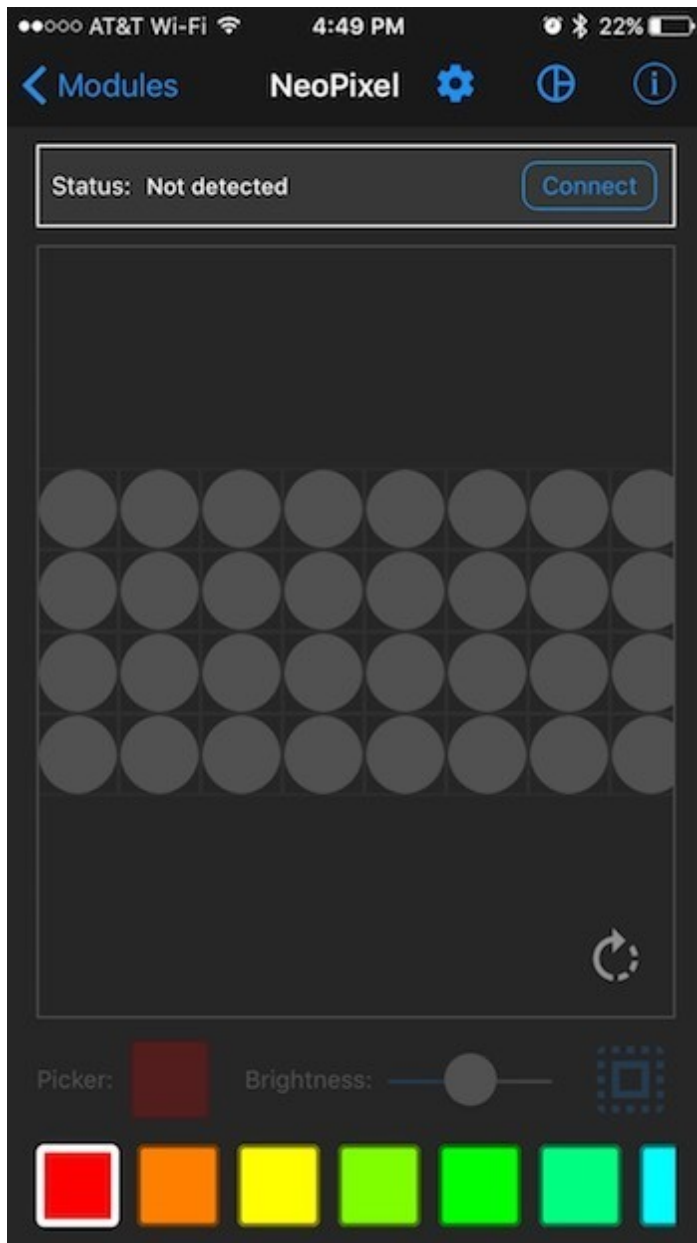 AT&T Wi-Fi 4:49 PM 22%
Modules NeoPixel
Status: Not detected Connect
Picker: Brightness: